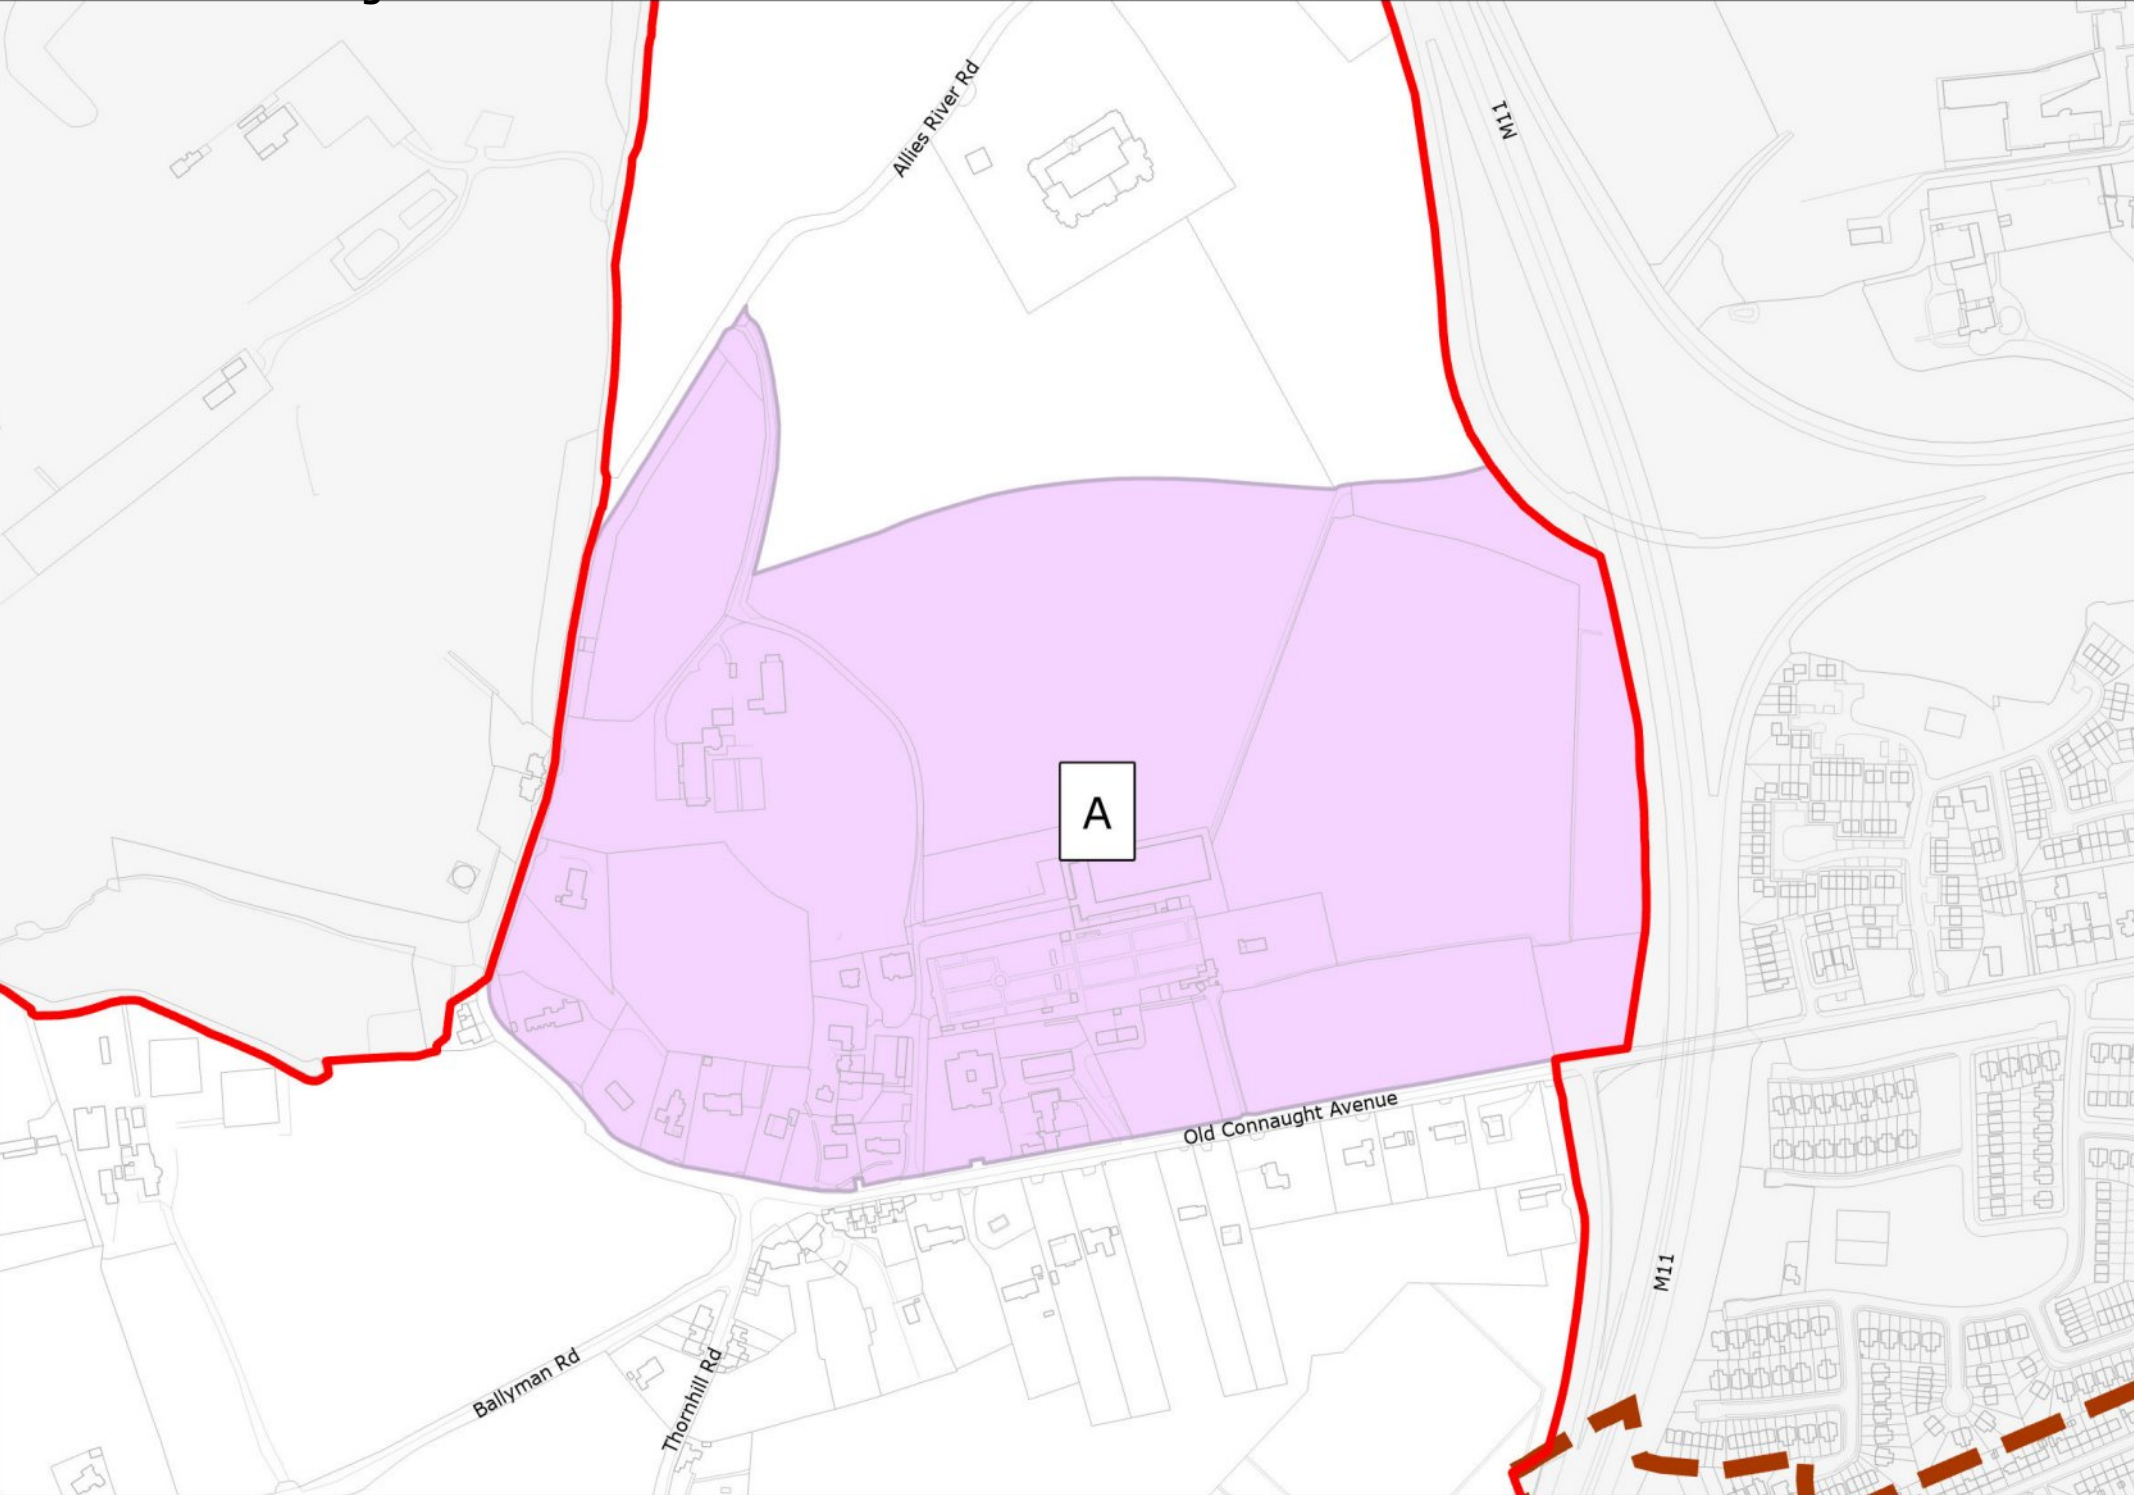 Allies River Rd
M11
A
Old Connaught Avenue
M11
Ballyman Rd
Thornhill Rd